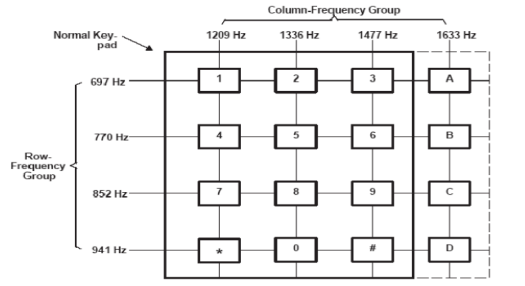 Column-Frequency Group
Normal Key-
pad
1209 Hz 1336 Hz 1477 Hz 1633 Hz
697 Hz 1 2 3 A
770 Hz 4 5 6 B
Row-
Frequency
Group
852 Hz 7 8 9 C
941 Hz * 0 # D